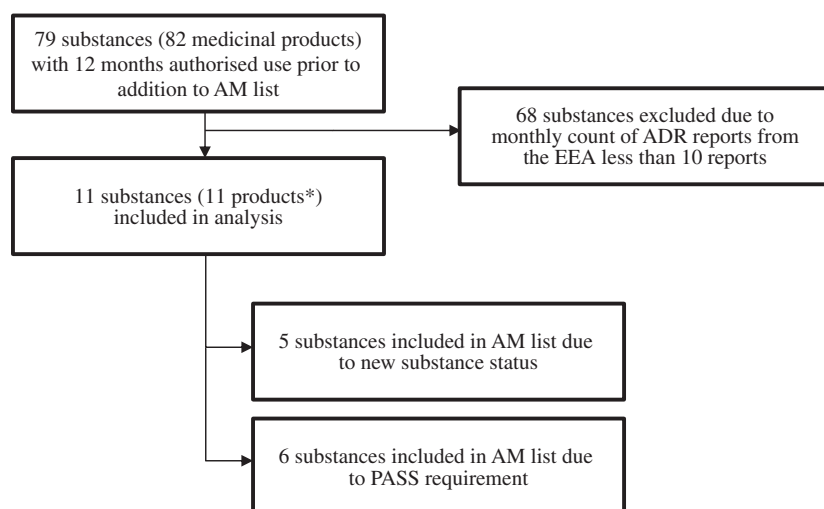 79 substances (82 medicinal products)
with 12 months authorised use prior to
addition to AM list
68 substances excluded due to
monthly count of ADR reports from
the EEA less than 10 reports
11 substances (11 products*)
included in analysis
5 substances included in AM list due
to new substance status
6 substances included in AM list due
to PASS requirement